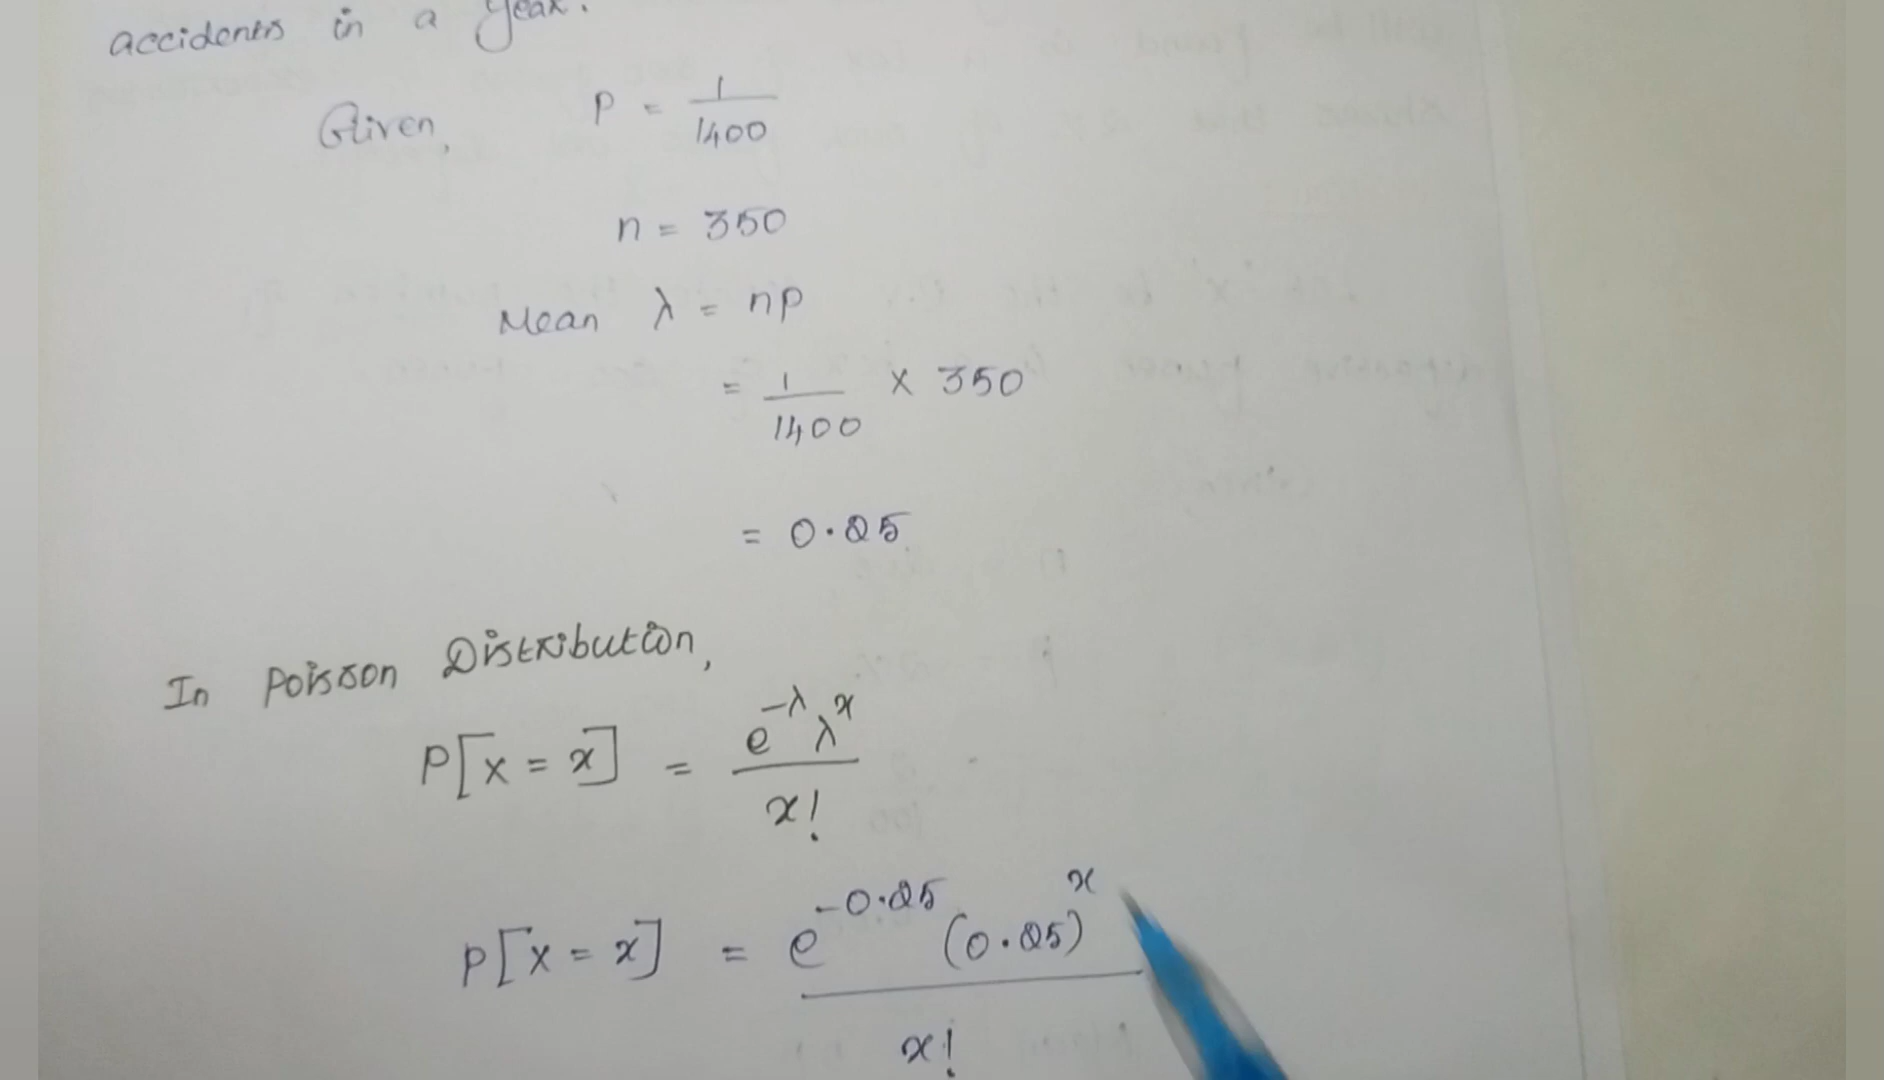 accidents in a year.
Given, p = 1/1400
n = 350
Mean λ = np
= 1/1400 × 350
= 0.25
In Poisson Distribution,
P[x = x] = e^-λ λ^x / x!
P[x = x] = e^-0.25 (0.25)^x / x!